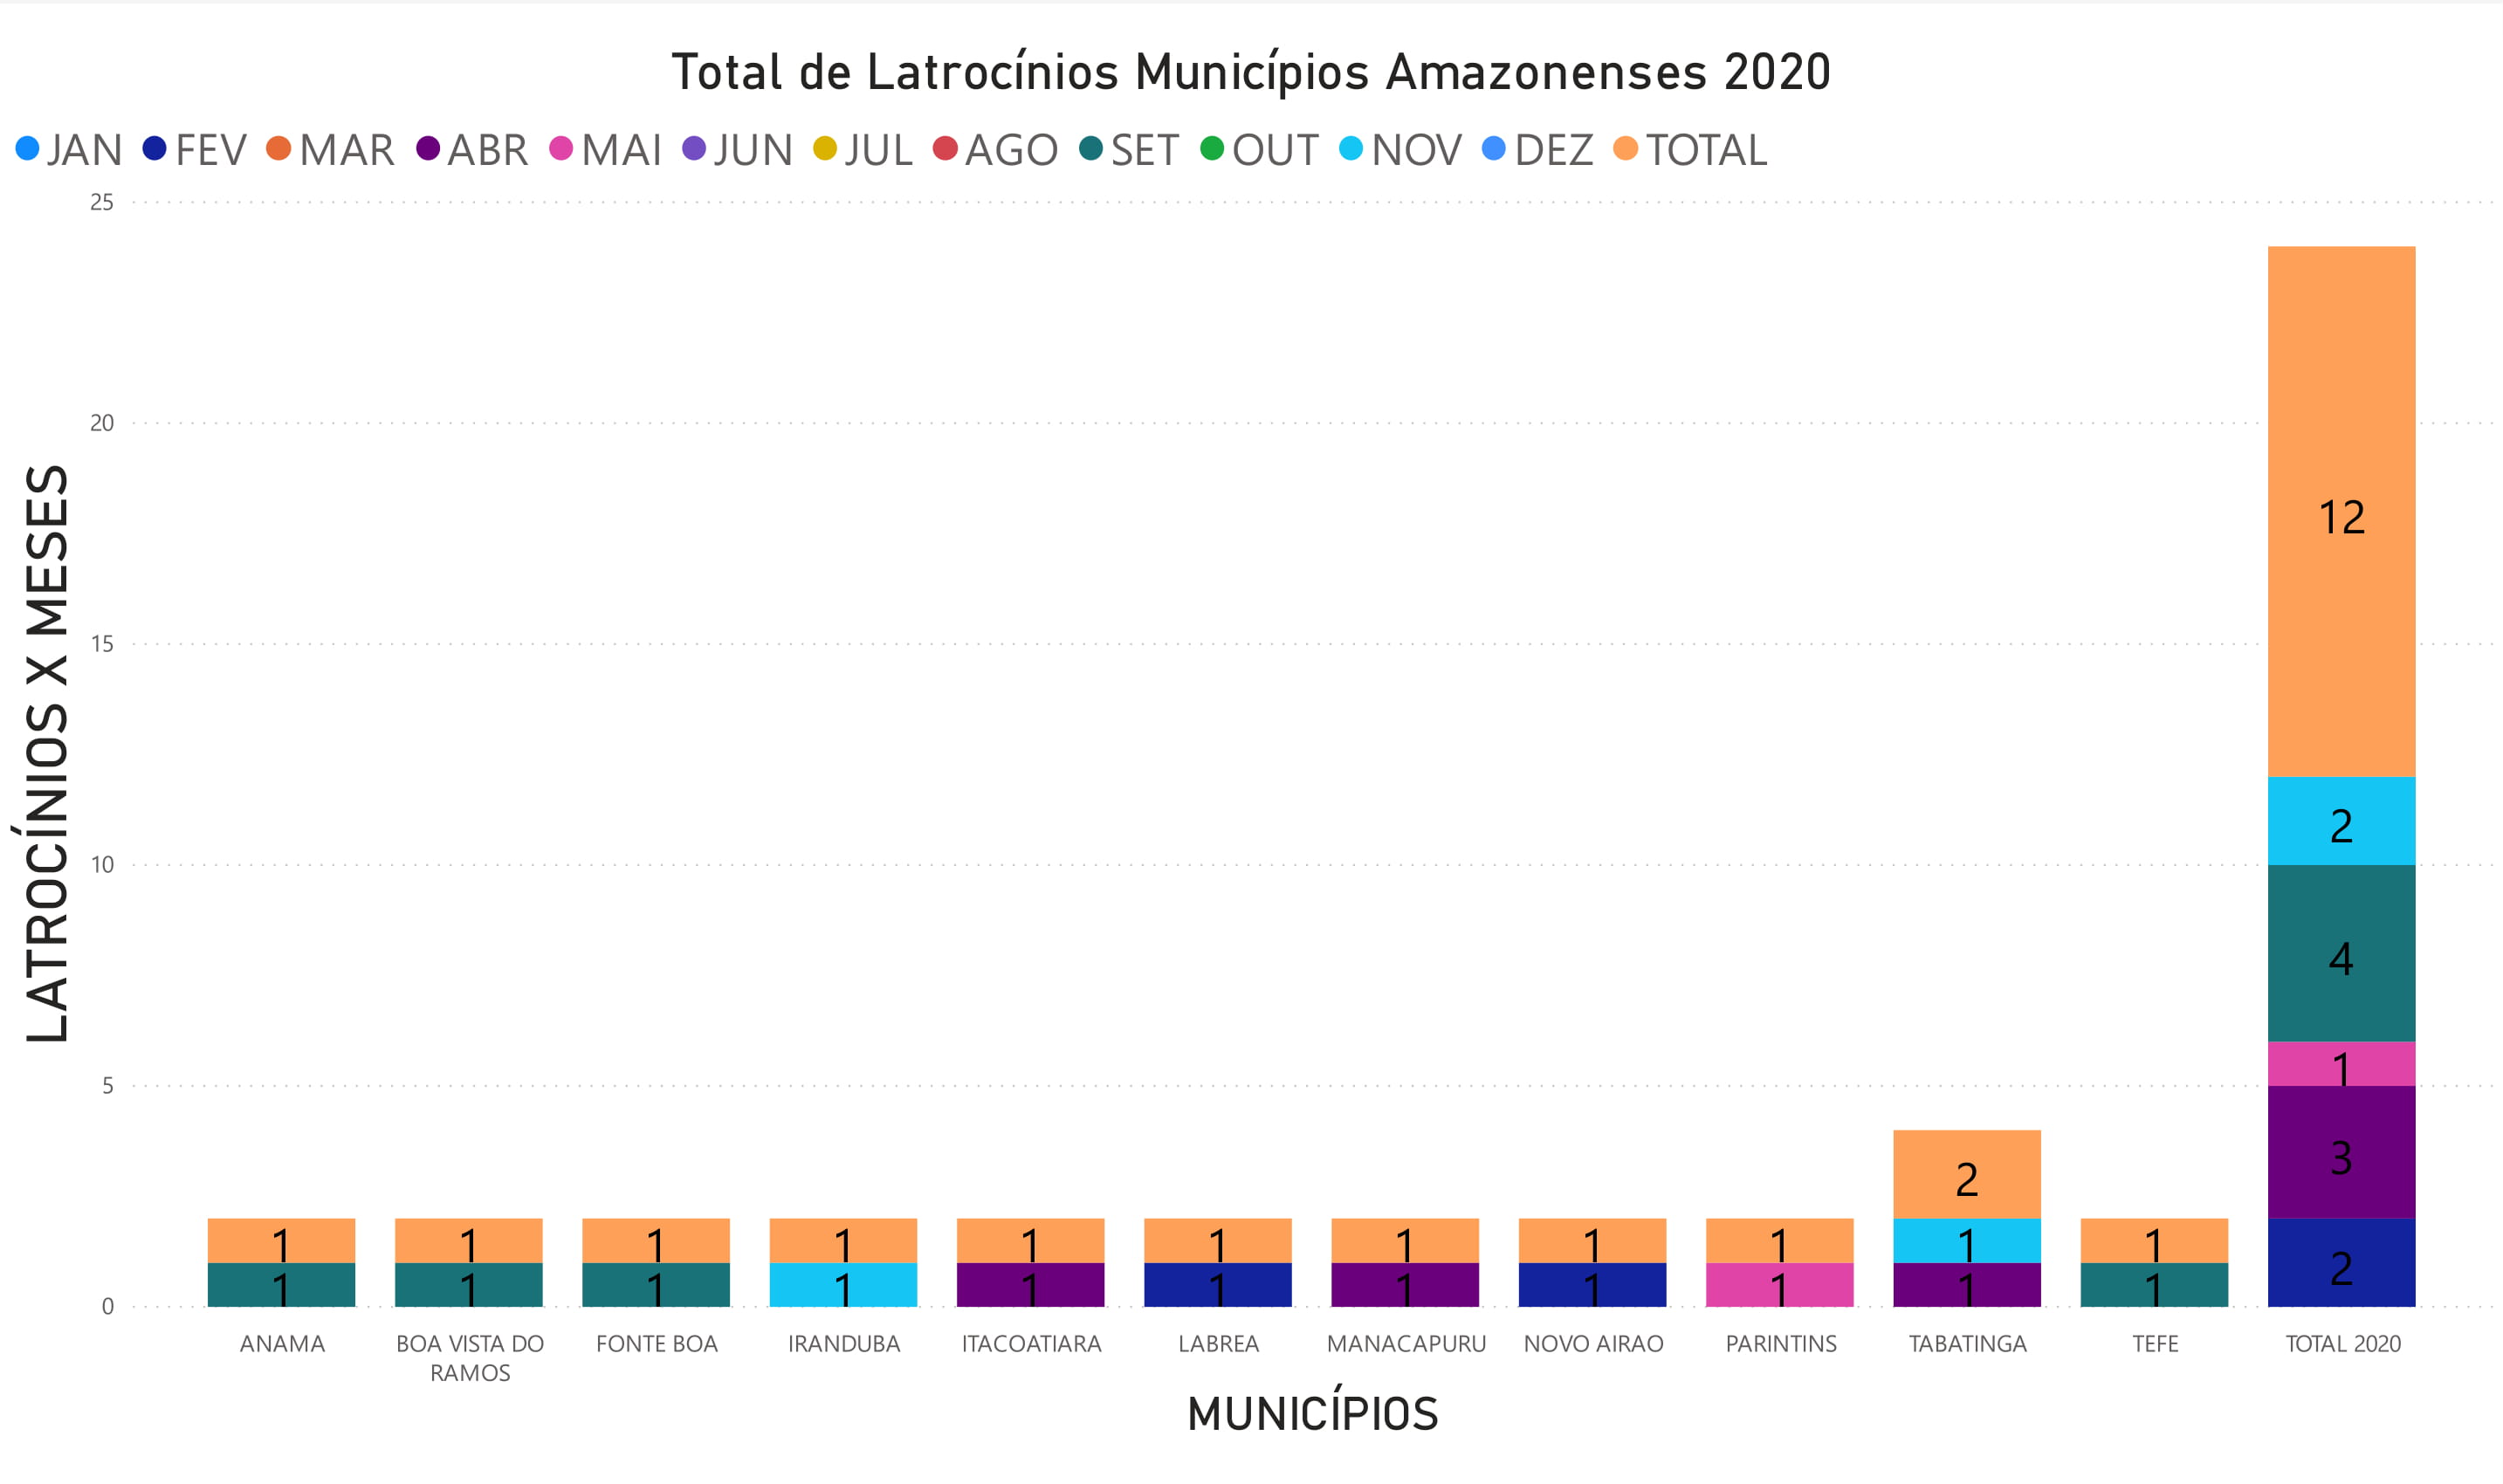 Total de Latrocínios Municípios Amazonenses 2020
JAN FEV MAR ABR MAI JUN JUL AGO SET OUT NOV DEZ TOTAL
LATROCÍNIOS X MESES
25
20
15
10
5
0
1 1 1 1 1 1 1 1 1 2 1 12
1 1 1 1 1 1 1 1 1 1 1 2
1 4
1
3
2
ANAMA BOA VISTA DO RAMOS FONTE BOA IRANDUBA ITACOATIARA LABREA MANACAPURU NOVO AIRAO PARINTINS TABATINGA TEFE TOTAL 2020
MUNICÍPIOS